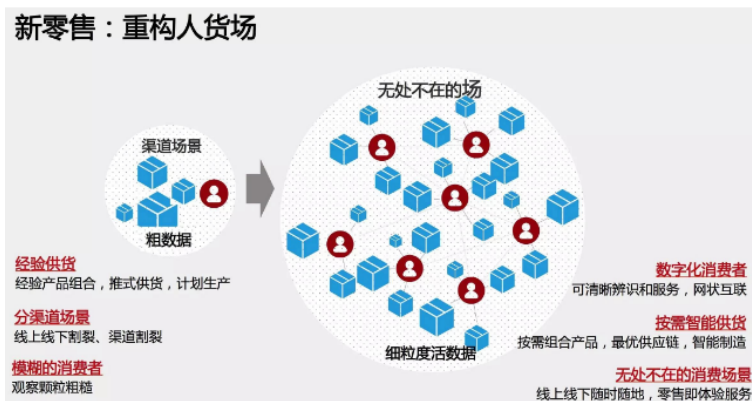 新零售：重构人货场
无处不在的场
渠道场景
粗数据
经验供货
经验产品组合，推式供货，计划生产
分渠道场景
线上线下割裂、渠道割裂
模糊的消费者
观察颗粒粗糙
细粒度活数据
数字化消费者
可清晰辨识和服务，网状互联
按需智能供货
按需组合产品，最优供应链，智能制造
无处不在的消费场景
线上线下随时随地，零售即体验服务